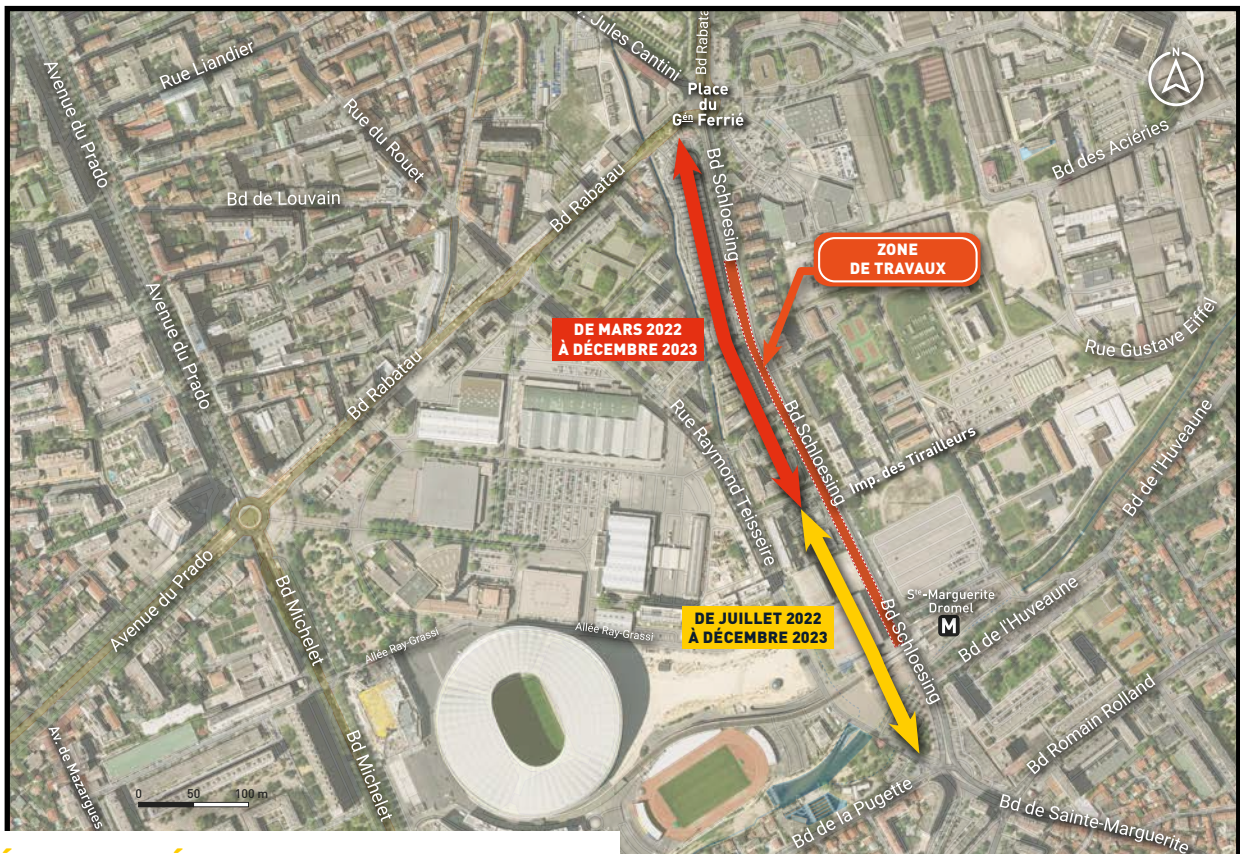 Av. Jules Cantini
Bd Rabatau
Place
du
Gén Ferrié
N
Rue Liandier
Avenue du Prado
Rue du Rouet
Bd de Louvain
Bd Rabatau
Bd Schloesing
Bd des Aciéries
ZONE
DE TRAVAUX
Avenue du Prado
DE MARS 2022
À DÉCEMBRE 2023
Rue Gustave Eiffel
Bd Rabatau
Rue Raymond Teisseire
Bd Schloesing
Imp. des Tirailleurs
Bd de l'Huveaune
Avenue du Prado
Bd Michelet
Allée Ray-Grassi
Allée Ray-Grassi
DE JUILLET 2022
À DÉCEMBRE 2023
Ste-Marguerite
Dromel
M
Bd Schloesing
Bd de l'Huveaune
Bd Romain Rolland
Av. de Mazargues
Bd Michelet
0 50 100 m
Bd de la Pugette
Bd de Sainte-Marguerite